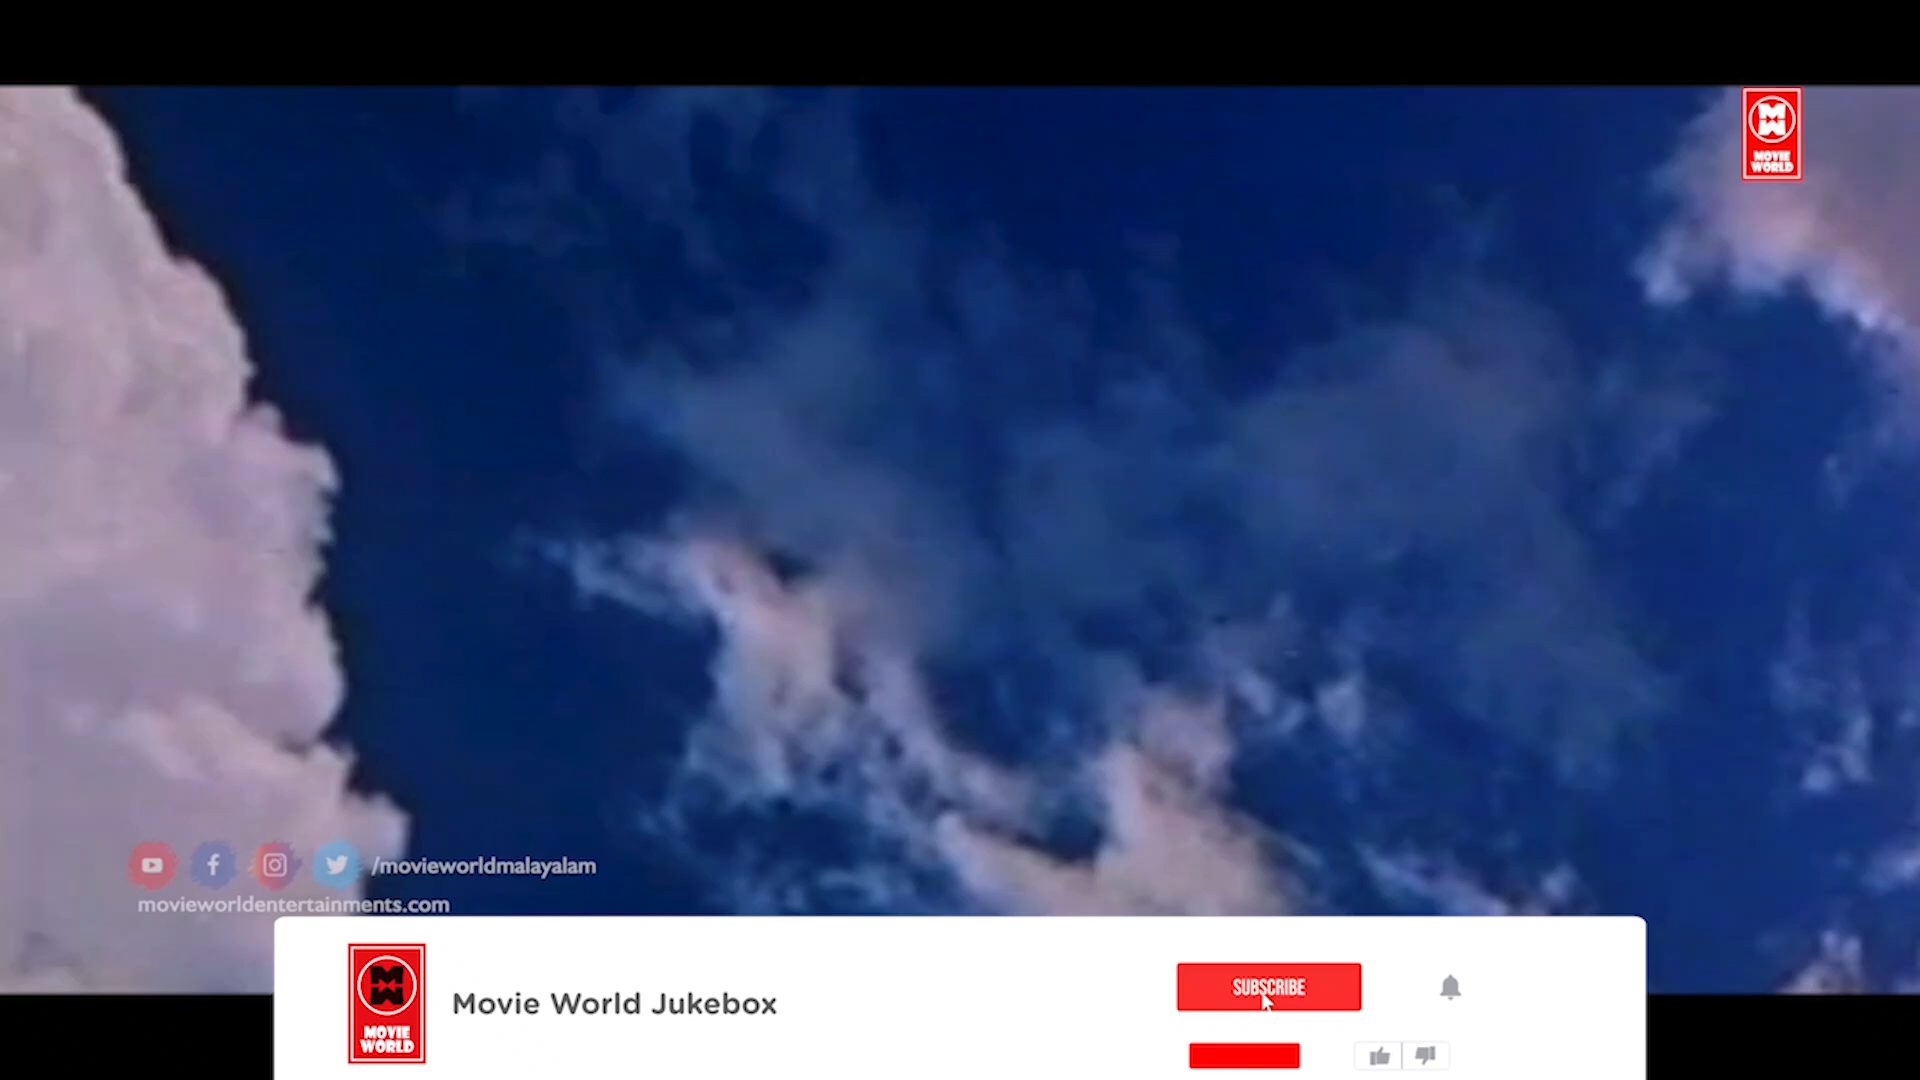 MOVIE
WORLD
/movieworldmalayalam
movieworldentertainments.com
MOVIE
WORLD
Movie World Jukebox
SUBSCRIBE